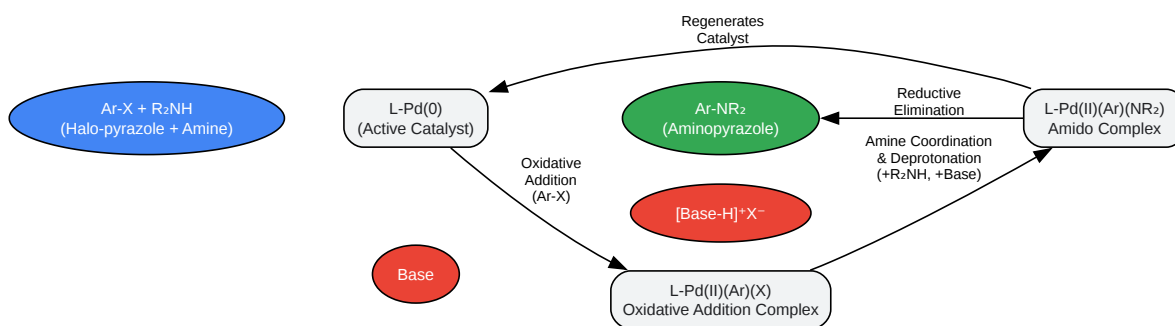 Regenerates
Catalyst
Ar-X + R₂NH
(Halo-pyrazole + Amine)
L-Pd(0)
(Active Catalyst)
Ar-NR₂
(Aminopyrazole)
Reductive
Elimination
L-Pd(II)(Ar)(NR₂)
Amido Complex
Oxidative
Addition
(Ar-X)
Amine Coordination
& Deprotonation
(+R₂NH, +Base)
[Base-H]⁺X⁻
Base
L-Pd(II)(Ar)(X)
Oxidative Addition Complex